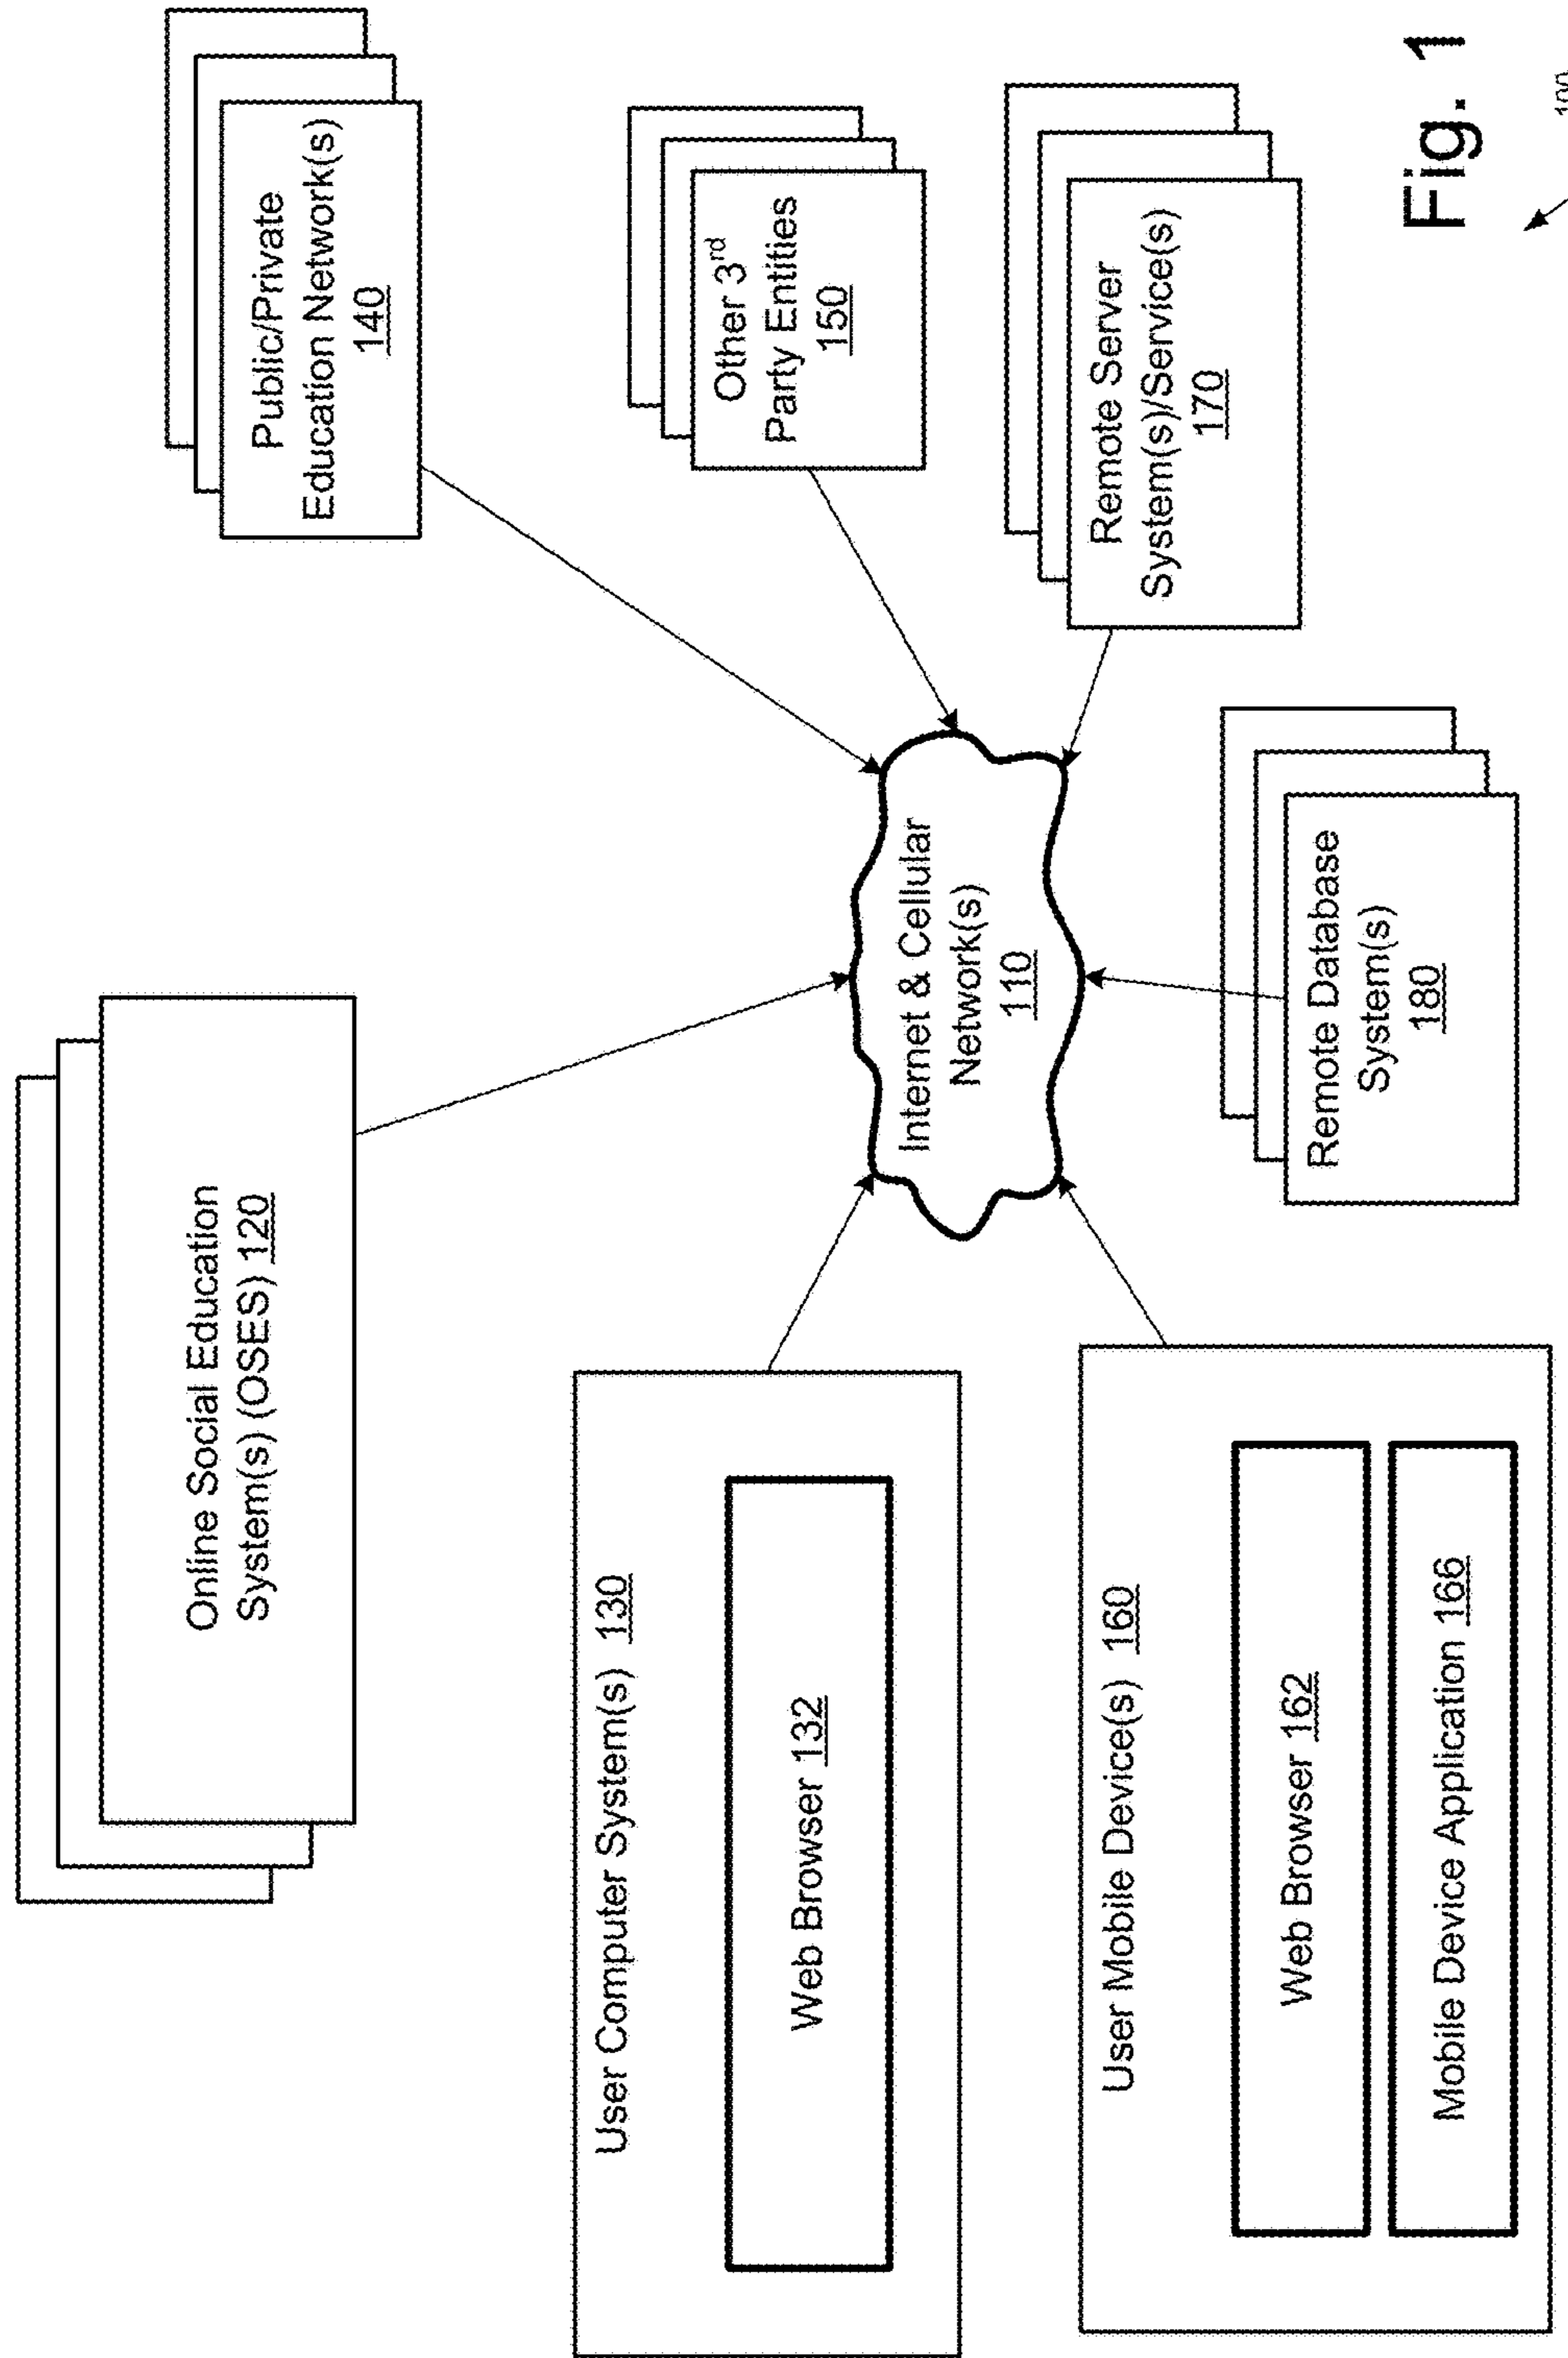 Online Social Education
System(s) (OSES) 120
Public/Private
Education Network(s)
140
User Computer System(s) 130
Web Browser 132
Internet & Cellular
Network(s)
110
Other 3rd
Party Entities
150
User Mobile Device(s) 160
Web Browser 162
Mobile Device Application 166
Remote Server
System(s)/Service(s)
170
Remote Database
System(s)
180
Fig. 1
100